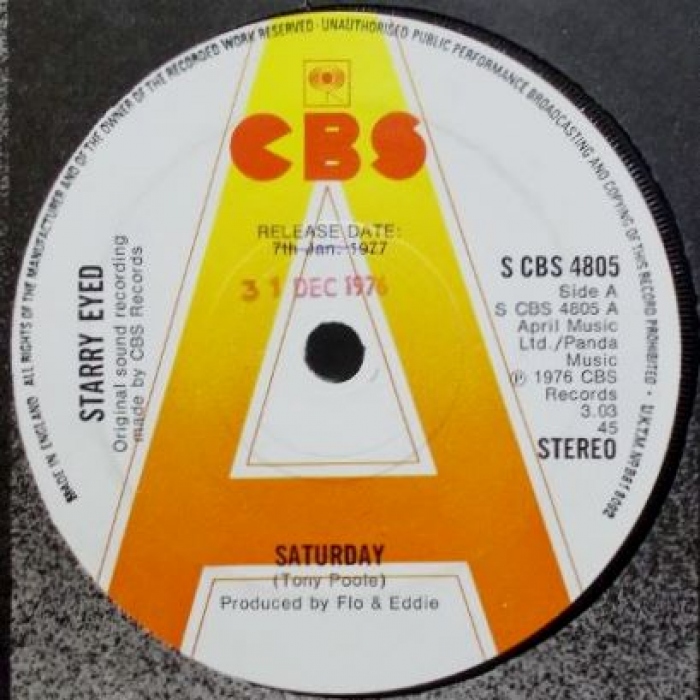 MADE IN ENGLAND ALL RIGHTS OF THE MANUFACTURER AND OF THE OWNER OF THE RECORDED WORK RESERVED · UNAUTHORISED PUBLIC PERFORMANCE BROADCASTING AND COPYING OF THIS RECORD PROHIBITED ·
CBS
RELEASE DATE:
7th Jan. 1977
31 DEC 1976
STARRY EYED
Original sound recording
made by CBS Records
S CBS 4805
Side A
S CBS 4805 A
April Music
Ltd./Panda
Music
℗ 1976 CBS
Records
3.03
45
STEREO
SATURDAY
(Tony Poole)
Produced by Flo & Eddie